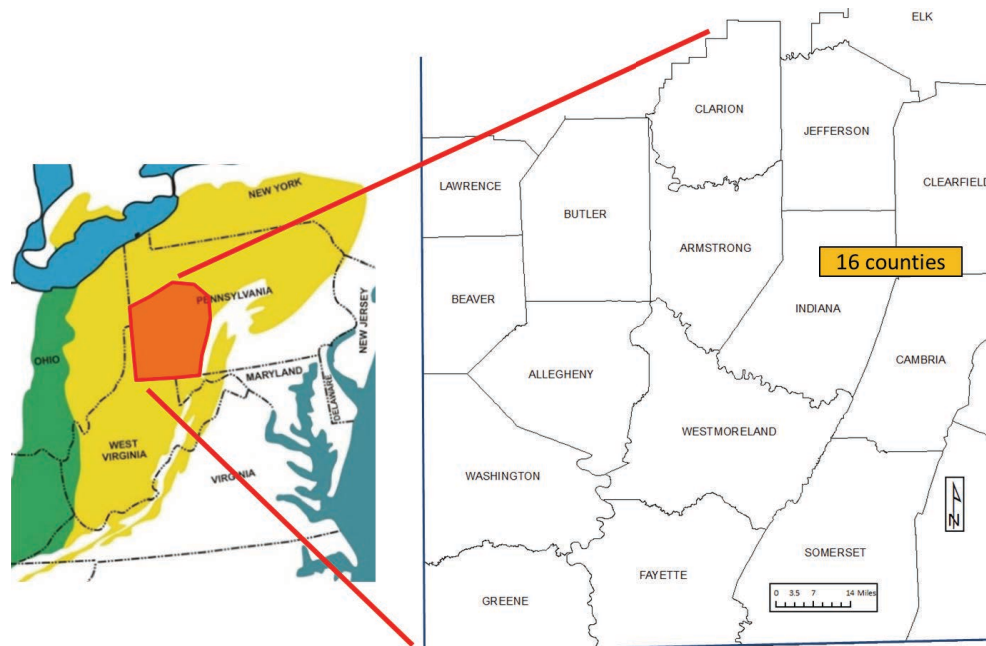 NEW YORK
PENNSYLVANIA
NEW JERSEY
OHIO
MARYLAND
DELAWARE
WEST
VIRGINIA
VIRGINIA
ELK
CLARION
JEFFERSON
LAWRENCE
CLEARFIELD
BUTLER
ARMSTRONG
16 counties
BEAVER
INDIANA
CAMBRIA
ALLEGHENY
WESTMORELAND
WASHINGTON
N
SOMERSET
FAYETTE
GREENE
0 3.5 7 14 Miles